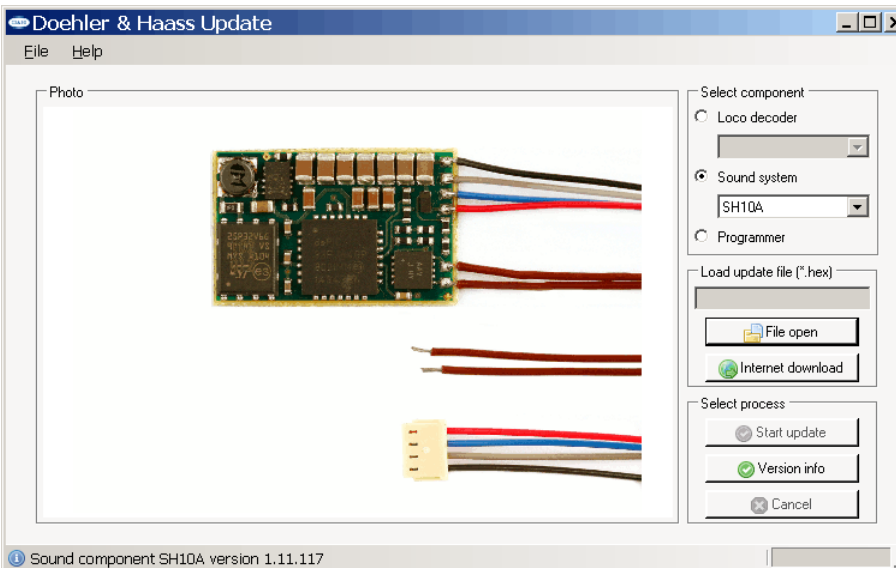 Doehler & Haass Update
File Help
Photo
Select component
Loco decoder
Sound system
SH10A
Programmer
Load update file (*.hex)
File open
Internet download
Select process
Start update
Version info
Cancel
Sound component SH10A version 1.11.117